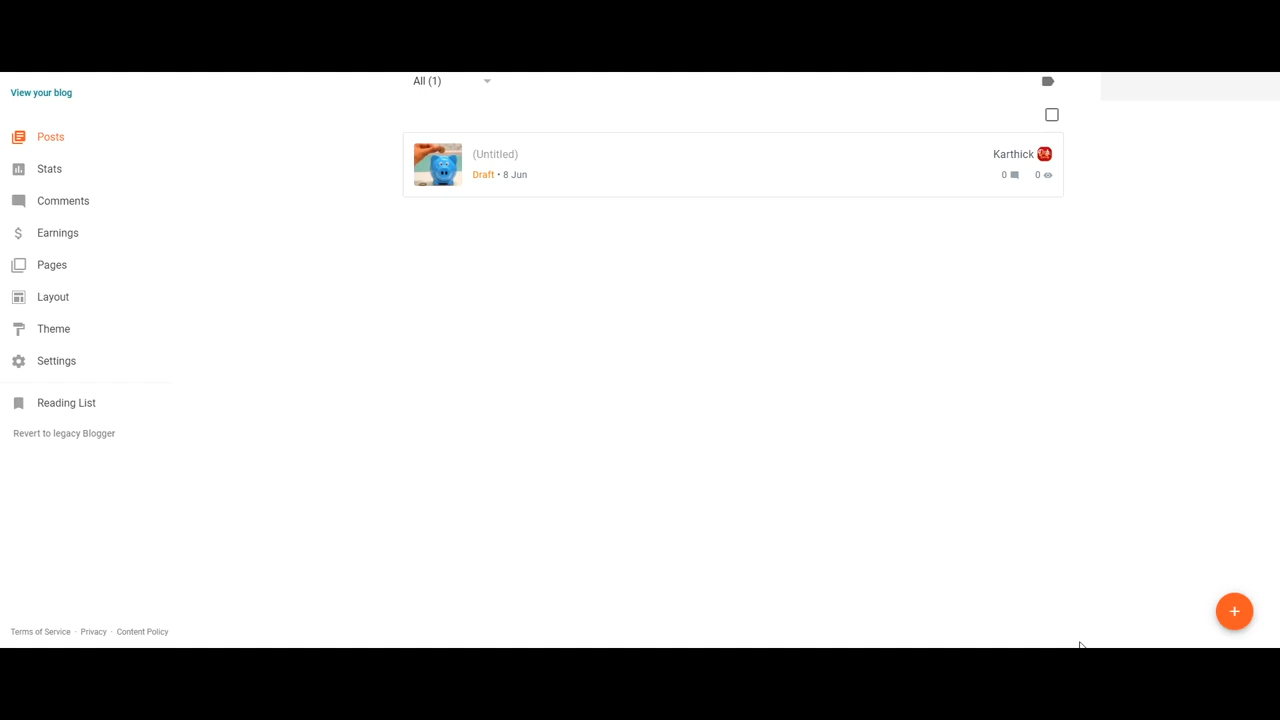 All (1)
View your blog
Posts
(Untitled)
Karthick
Draft • 8 Jun
0
0
Stats
Comments
Earnings
Pages
Layout
Theme
Settings
Reading List
Revert to legacy Blogger
Terms of Service · Privacy · Content Policy